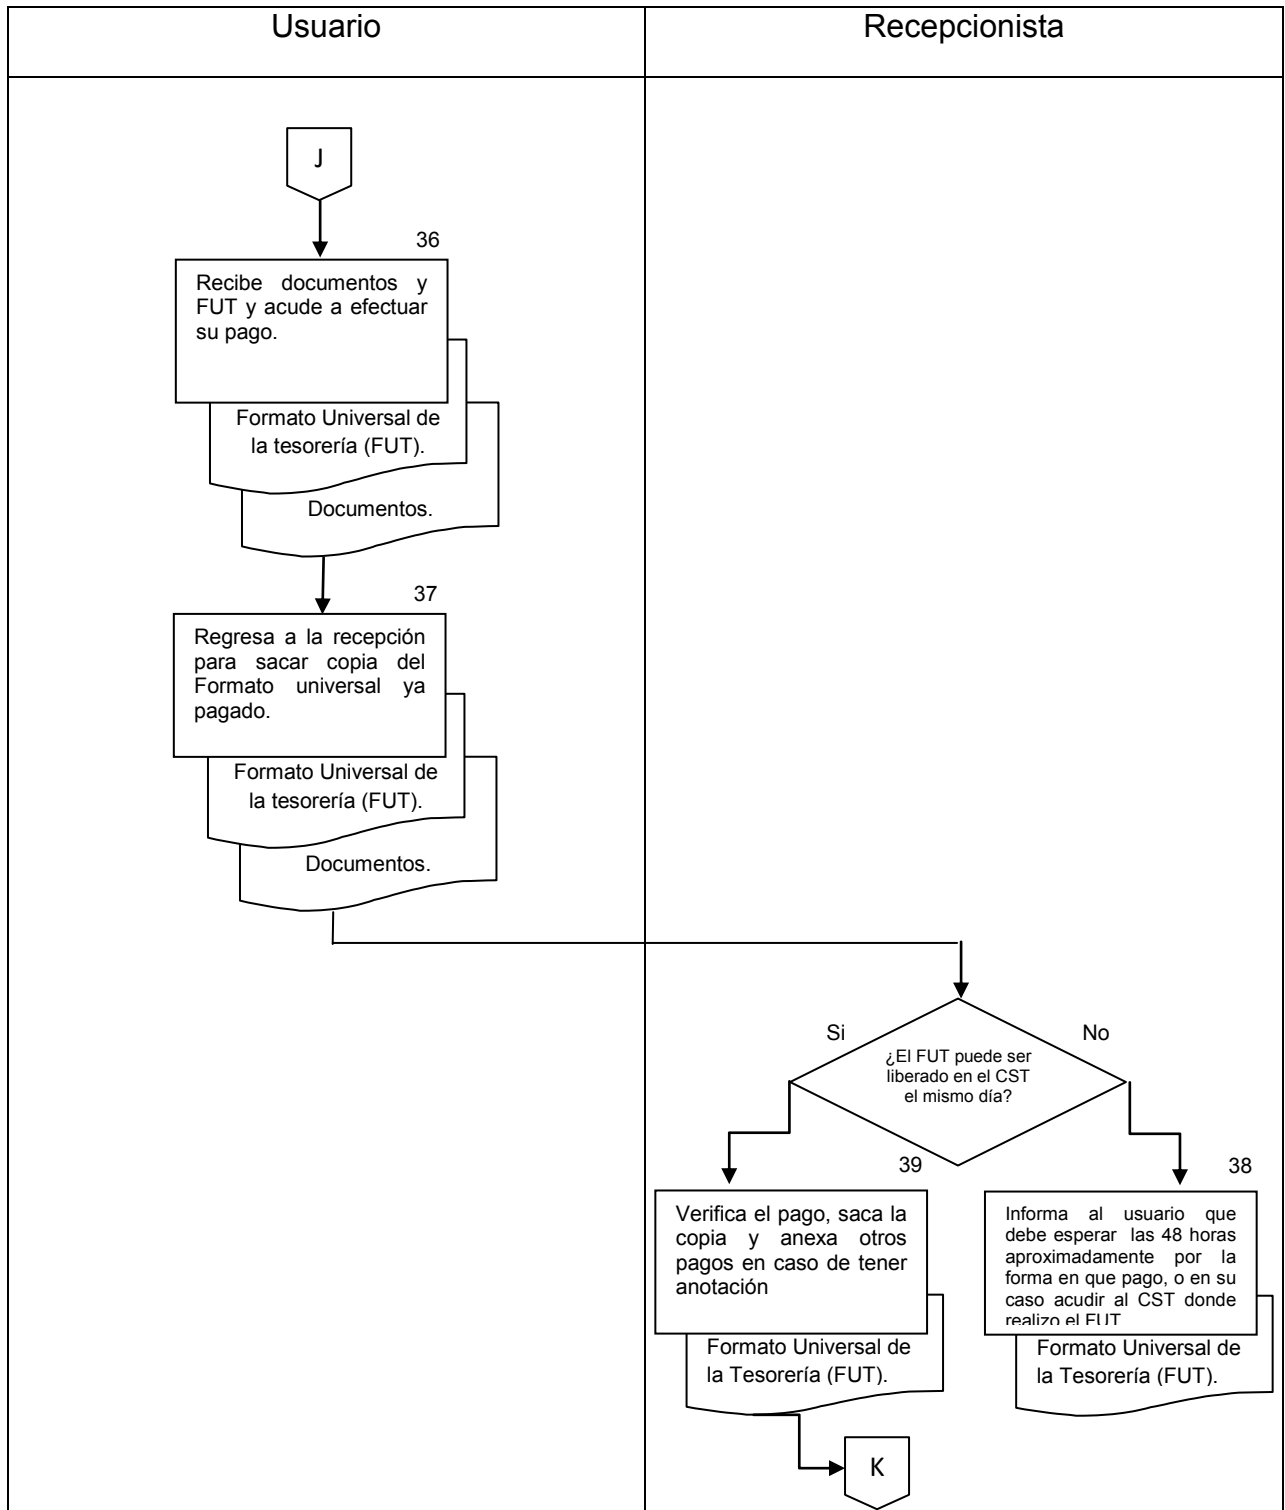 Usuario
Recepcionista
J
36
Recibe documentos y
FUT y acude a efectuar
su pago.
Formato Universal de
la tesorería (FUT).
Documentos.
37
Regresa a la recepción
para sacar copia del
Formato universal ya
pagado.
Formato Universal de
la tesorería (FUT).
Documentos.
Si
No
¿El FUT puede ser
liberado en el CST
el mismo día?
39
Verifica el pago, saca la
copia y anexa otros
pagos en caso de tener
anotación
Formato Universal de
la Tesorería (FUT).
38
Informa al usuario que
debe esperar las 48 horas
aproximadamente por la
forma en que pago, o en su
caso acudir al CST donde
realizo el FUT
Formato Universal de
la Tesorería (FUT).
K